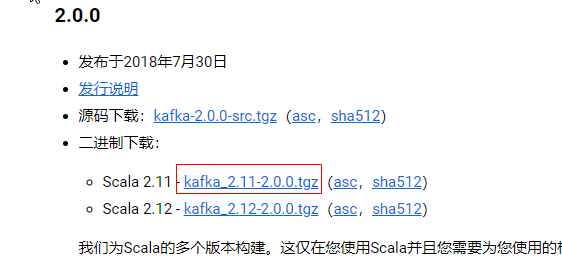 2.0.0
发布于2018年7月30日
发行说明
源码下载：kafka-2.0.0-src.tgz（asc，sha512）
二进制下载：
Scala 2.11 - kafka_2.11-2.0.0.tgz（asc，sha512）
Scala 2.12 - kafka_2.12-2.0.0.tgz（asc，sha512）
我们为Scala的多个版本构建。这仅在您使用Scala并且您需要为您使用的